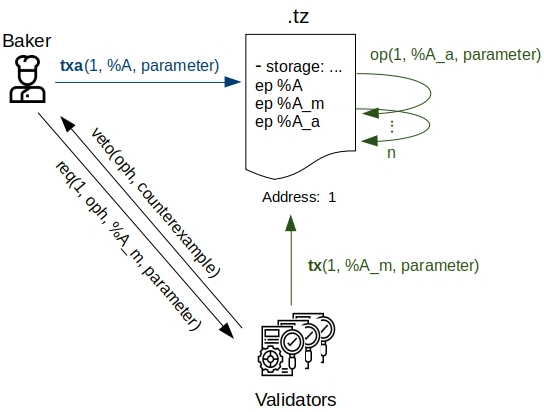 .tz
Baker
txa(1, %A, parameter)
- storage: ...
ep %A
ep %A_m
ep %A_a
op(1, %A_a, parameter)
⋮
n
veto(oph, counterexample)
req(1, oph, %A_m, parameter)
Address: 1
tx(1, %A_m, parameter)
Validators